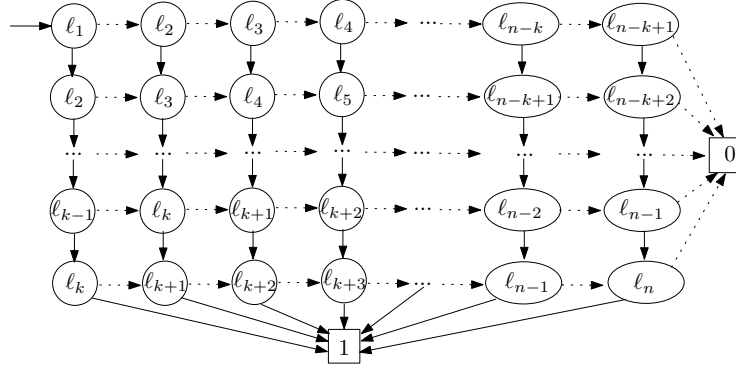 ℓ₁ ℓ₂ ℓ₃ ℓ₄ ... ℓₙ₋ₖ ℓₙ₋ₖ₊₁
ℓ₂ ℓ₃ ℓ₄ ℓ₅ ... ℓₙ₋ₖ₊₁ ℓₙ₋ₖ₊₂
... ... ... ... ... ... ... 0
ℓₖ₋₁ ℓₖ ℓₖ₊₁ ℓₖ₊₂ ... ℓₙ₋₂ ℓₙ₋₁
ℓₖ ℓₖ₊₁ ℓₖ₊₂ ℓₖ₊₃ ... ℓₙ₋₁ ℓₙ
1